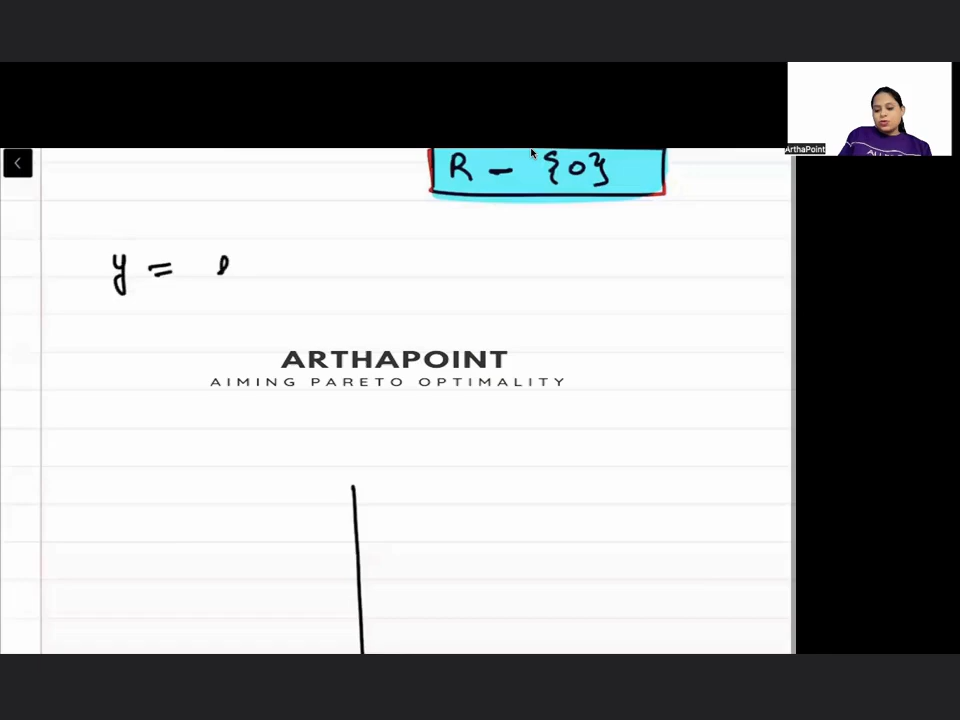 ArthaPoint
R - {0}
y =
ARTHAPOINT
AIMING PARETO OPTIMALITY